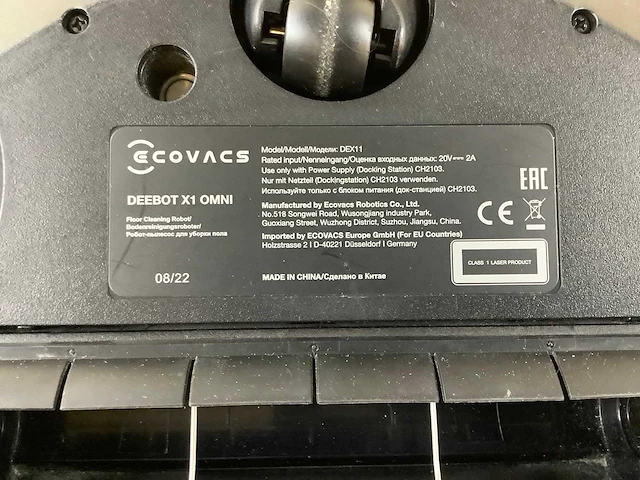 ECOVACS
DEEBOT X1 OMNI
Floor Cleaning Robot/
Bodenreinigungsroboter/
Робот-пылесос для уборки пола
08/22
Model/Modell/Модели: DEX11
Rated input/Nenneingang/Оценка входных данных: 20V⎓ 2A
Use only with Power Supply (Docking Station) CH2103.
Nur mit Netzteil (Dockingstation) CH2103 verwenden.
Используйте только с блоком питания (док-станцией) CH2103.
Manufactured by Ecovacs Robotics Co., Ltd.
No.518 Songwei Road, Wusongjiang industry Park,
Guoxiang Street, Wuzhong District, Suzhou, Jiangsu, China.
Imported by ECOVACS Europe GmbH (For EU Countries)
Holzstrasse 2 I D-40221 Düsseldorf I Germany
MADE IN CHINA/Сделано в Китае
EAC
CE
CLASS 1 LASER PRODUCT